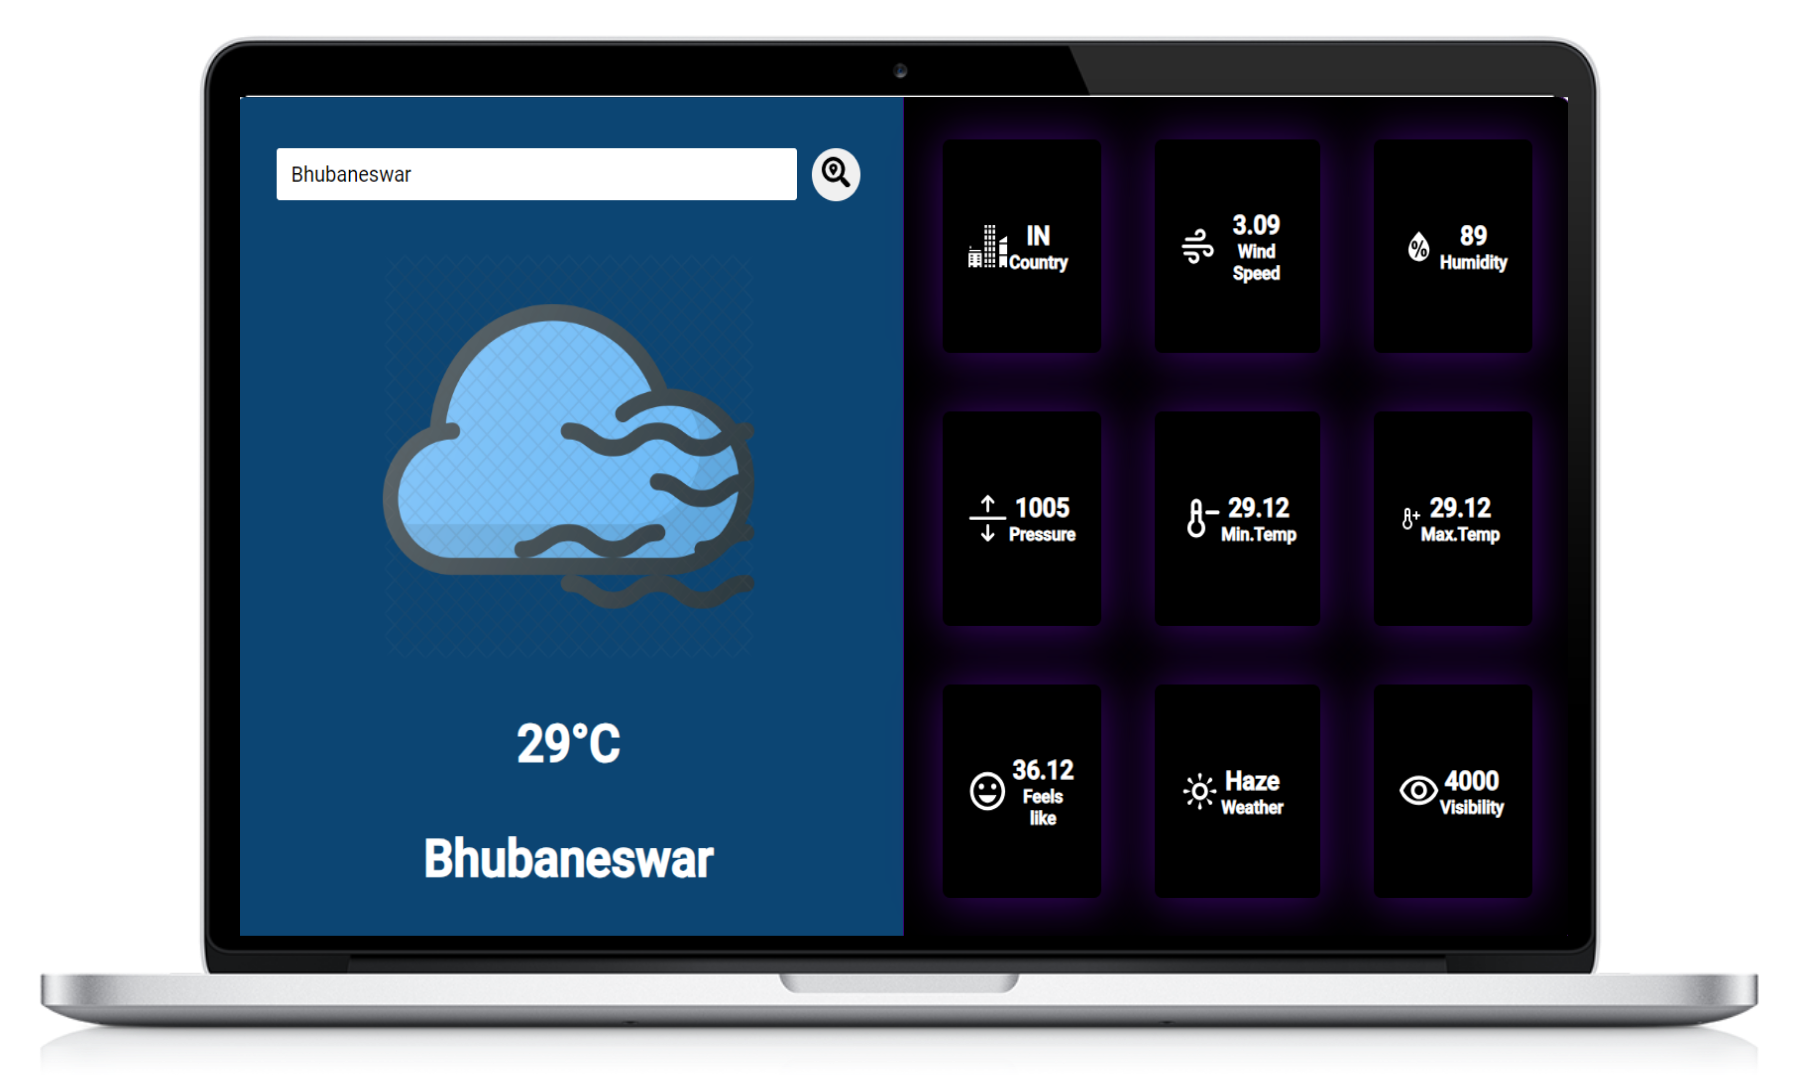 Bhubaneswar
29°C
Bhubaneswar
IN
Country
3.09
Wind
Speed
89
Humidity
1005
Pressure
29.12
Min.Temp
29.12
Max.Temp
36.12
Feels
like
Haze
Weather
4000
Visibility